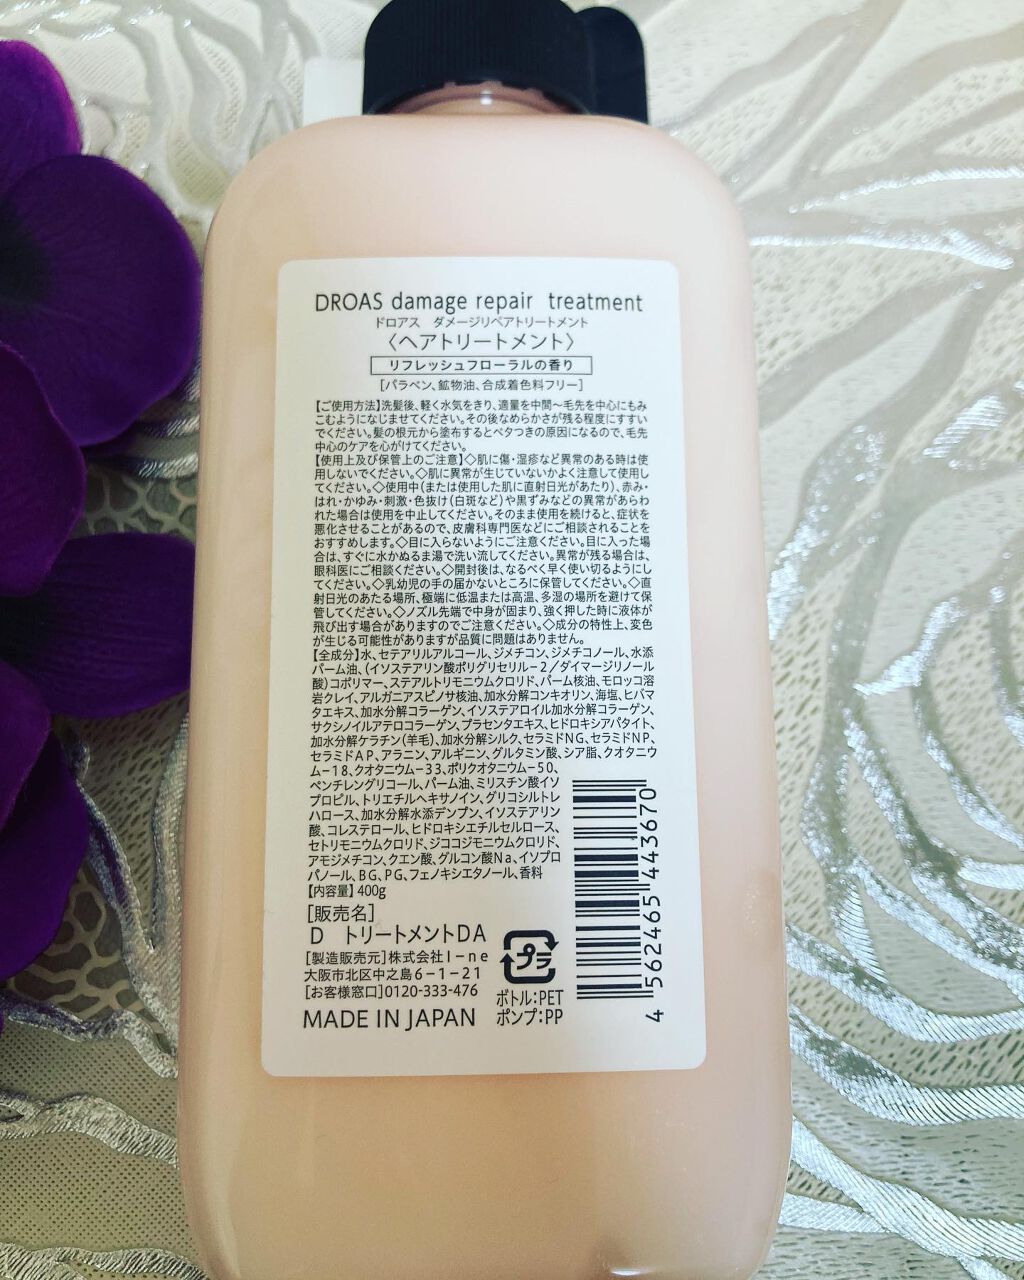 DROAS damage repair treatment
ドロアス ダメージリペアトリートメント
〈ヘアトリートメント〉
リフレッシュフローラルの香り
[パラベン、鉱物油、合成着色料フリー]
【ご使用方法】洗髪後、軽く水気をきり、適量を中間～毛先を中心にもみ
こむようになじませてください。その後なめらかさが残る程度にすすい
でください。髪の根元から塗布するとベタつきの原因になるので、毛先
中心のケアを心がけてください。
【使用上及び保管上のご注意】◇肌に傷・湿疹など異常のある時は使
用しないでください。◇肌に異常が生じていないかよく注意して使用し
てください。◇使用中(または使用した肌に直射日光があたり)、赤み・
はれ・かゆみ・刺激・色抜け(白斑など)や黒ずみなどの異常があらわ
れた場合は使用を中止してください。そのまま使用を続けると、症状を
悪化させることがあるので、皮膚科専門医などにご相談されることを
おすすめします。◇目に入らないようにご注意ください。目に入った場
合は、すぐに水かぬるま湯で洗い流してください。異常が残る場合は、
眼科医にご相談ください。◇開封後は、なるべく早く使い切るようにし
てください。◇乳幼児の手の届かないところに保管してください。◇直
射日光のあたる場所、極端に低温または高温、多湿の場所を避けて保
管してください。◇ノズル先端で中身が固まり、強く押した時に液体が
飛び出す場合がありますのでご注意ください。◇成分の特性上、変色
が生じる可能性がありますが品質に問題はありません。
【全成分】水、セテアリルアルコール、ジメチコン、ジメチコノール、水添
パーム油、(イソステアリン酸ポリグリセリル－2／ダイマージリノール
酸)コポリマー、ステアルトリモニウムクロリド、パーム核油、モロッコ溶
岩クレイ、アルガニアスピノサ核油、加水分解コンキオリン、海塩、ヒバマ
タエキス、加水分解コラーゲン、イソステアロイル加水分解コラーゲン、
サクシノイルアテロコラーゲン、プラセンタエキス、ヒドロキシアパタイト、
加水分解ケラチン(羊毛)、加水分解シルク、セラミドNG、セラミドNP、
セラミドAP、アラニン、アルギニン、グルタミン酸、シア脂、クオタニウ
ム－18、クオタニウム－33、ポリクオタニウム－50、
ペンチレングリコール、パーム油、ミリスチン酸イソ
プロピル、トリエチルヘキサノイン、グリコシルトレ
ハロース、加水分解水添デンプン、イソステアリン
酸、コレステロール、ヒドロキシエチルセルロース、
セトリモニウムクロリド、ジココジモニウムクロリド、
アモジメチコン、クエン酸、グルコン酸Na、イソプロ
パノール、BG、PG、フェノキシエタノール、香料
【内容量】400g
[販売名]
D トリートメントDA
[製造販売元]株式会社I－ne
大阪市北区中之島6－1－21
[お客様窓口]0120-333-476
MADE IN JAPAN
プラ
ボトル:PET
ポンプ:PP
4 562465 443670